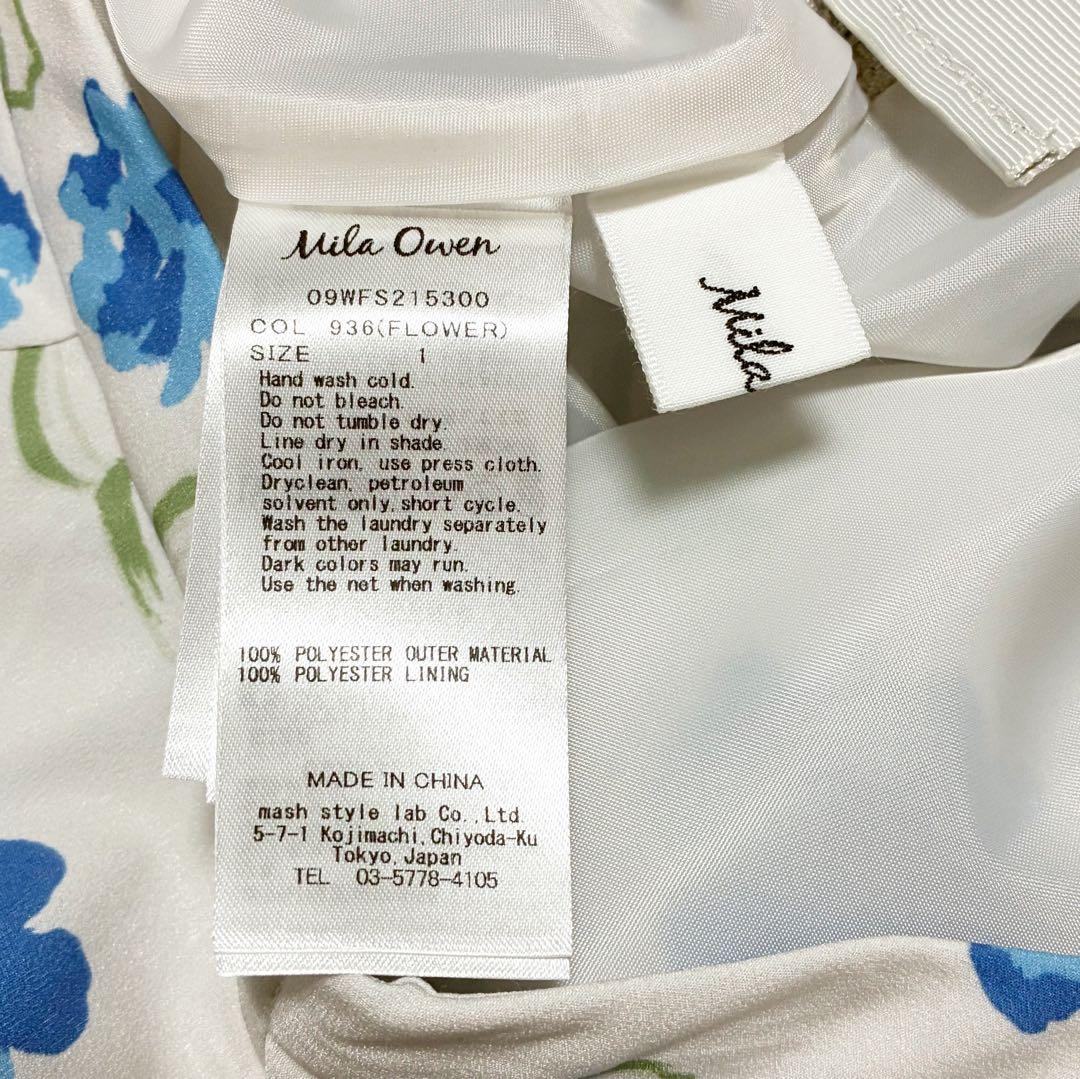 Mila Owen
09WFS215300
COL 936(FLOWER)
SIZE 1
Hand wash cold.
Do not bleach.
Do not tumble dry
Line dry in shade
Cool iron, use press cloth.
Dryclean, petroleum
solvent only, short cycle.
Wash the laundry separately
from other laundry.
Dark colors may run.
Use the net when washing.
100% POLYESTER OUTER MATERIAL
100% POLYESTER LINING
MADE IN CHINA
mash style lab Co.,Ltd.
5-7-1 Kojimachi,Chiyoda-Ku
Tokyo,Japan
TEL 03-5778-4105
Mila